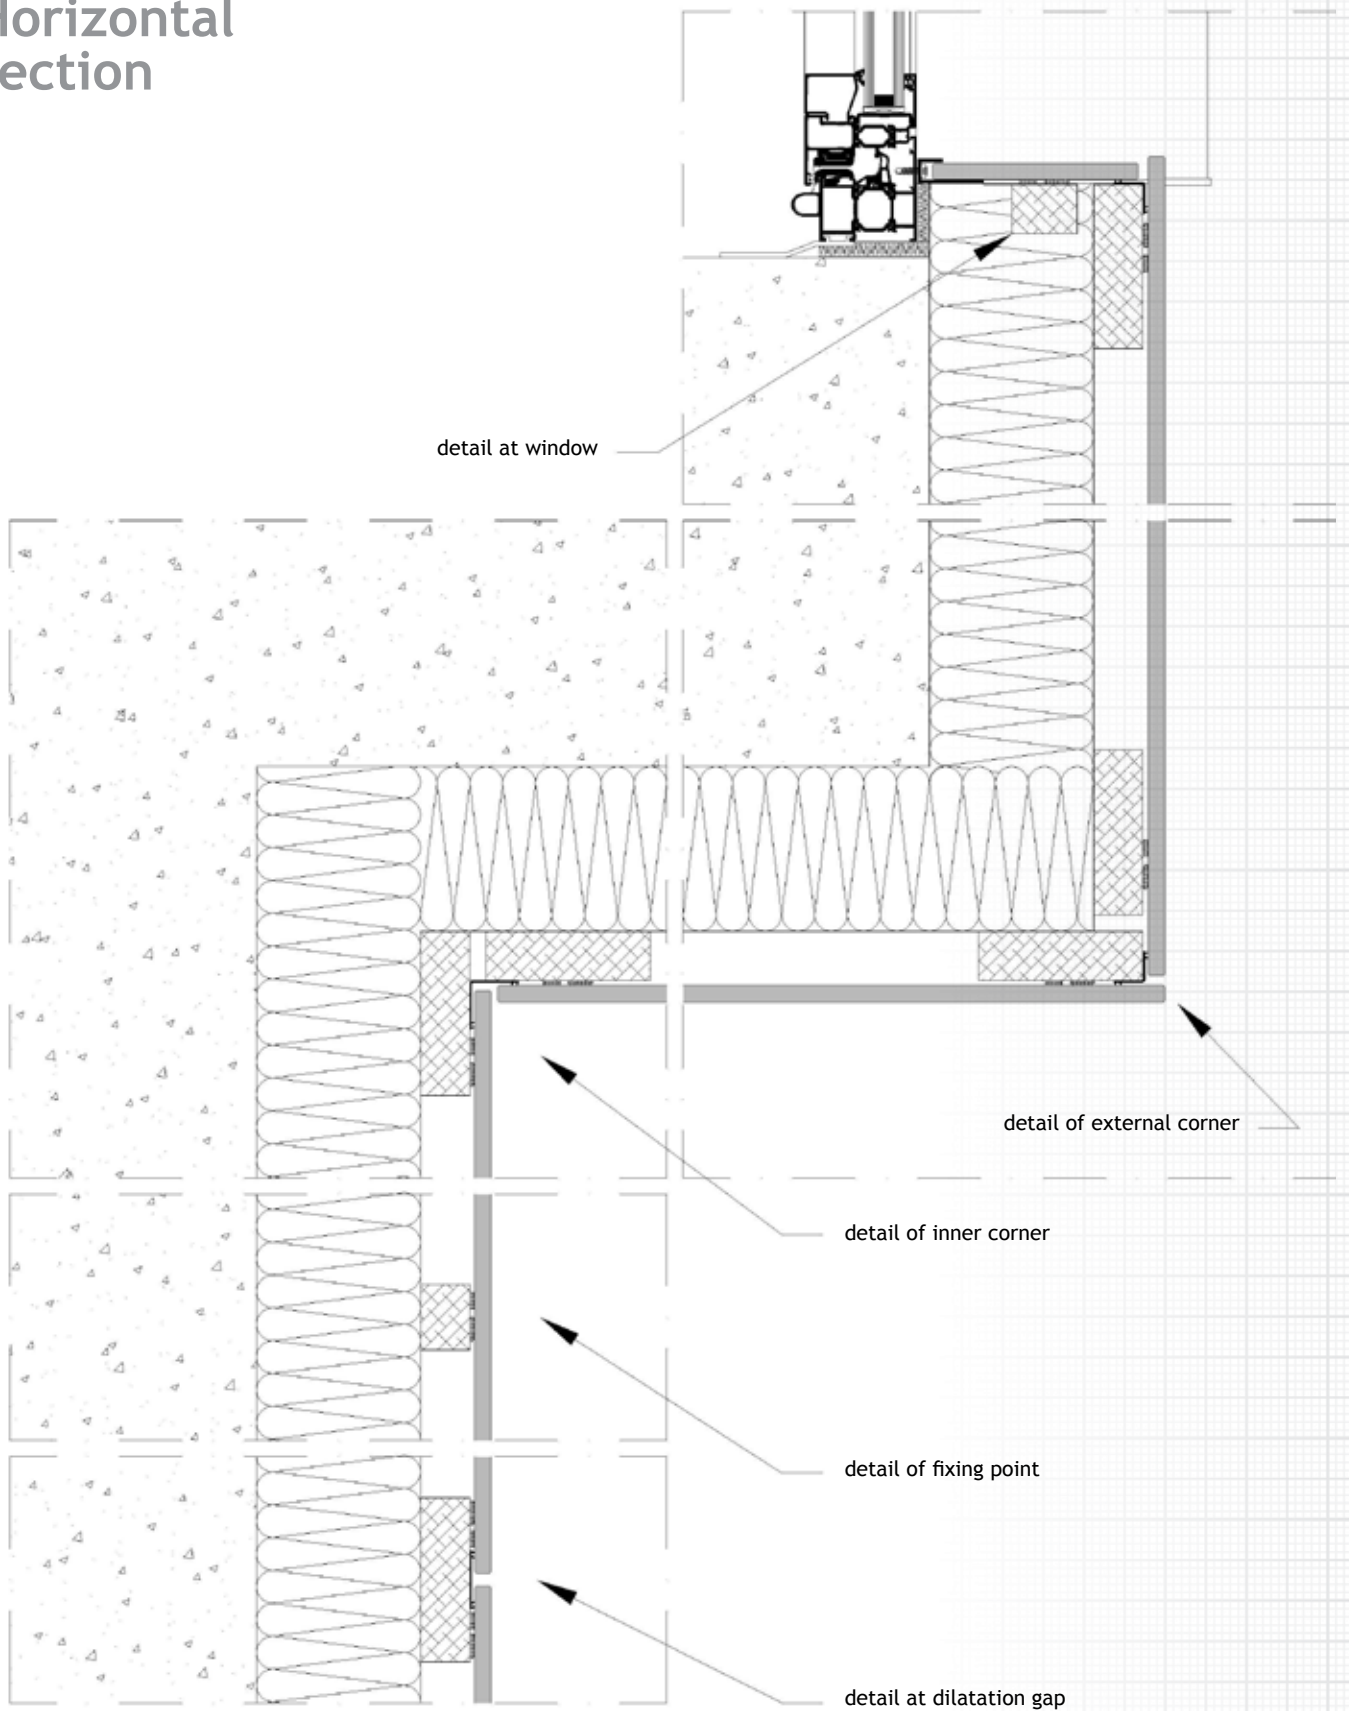 Horizontal
ection
detail at window
detail of external corner
detail of inner corner
detail of fixing point
detail at dilatation gap